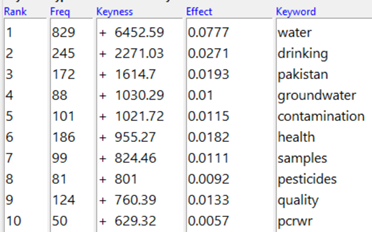 Rank Freq Keyness Effect Keyword
1 829 + 6452.59 0.0777 water
2 245 + 2271.03 0.0271 drinking
3 172 + 1614.7 0.0193 pakistan
4 88 + 1030.29 0.01 groundwater
5 101 + 1021.72 0.0115 contamination
6 186 + 955.27 0.0182 health
7 99 + 824.46 0.0111 samples
8 81 + 801 0.0092 pesticides
9 124 + 760.39 0.0133 quality
10 50 + 629.32 0.0057 pcrwr